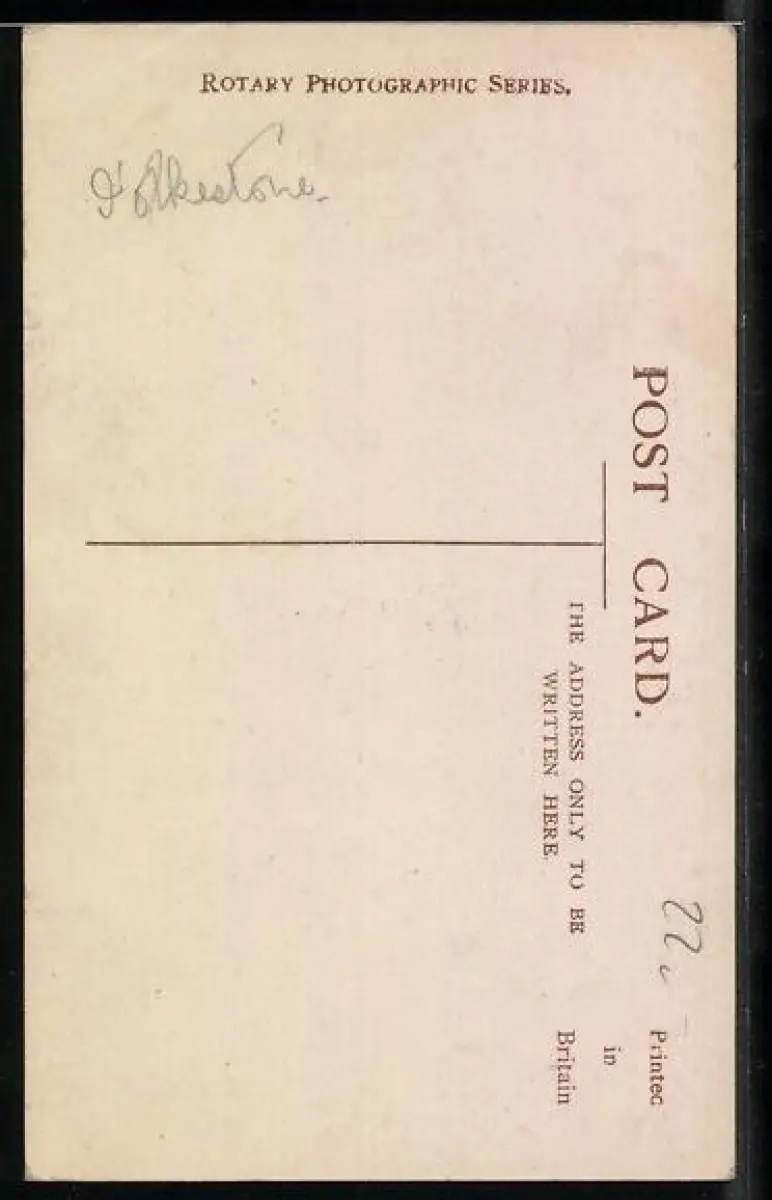 ROTARY PHOTOGRAPHIC SERIES.
Folkestone.
POST CARD.
THE ADDRESS ONLY TO BE
WRITTEN HERE.
22
Printed
in
Britain